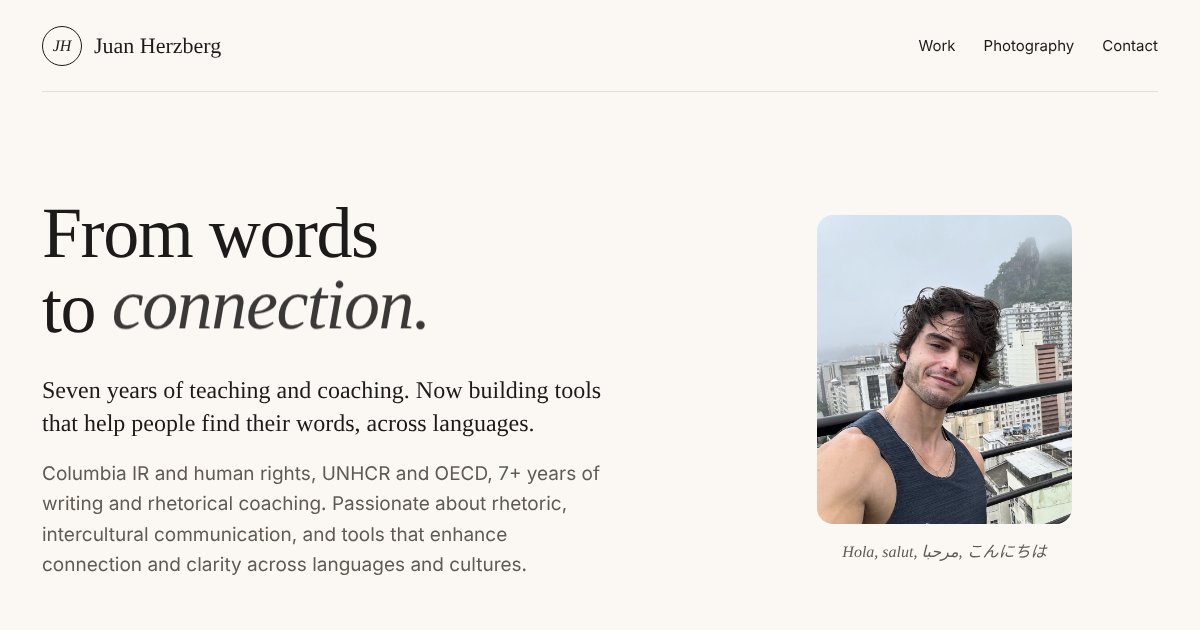 JH
Juan Herzberg
Work
Photography
Contact
From words
to connection.
Seven years of teaching and coaching. Now building tools
that help people find their words, across languages.
Columbia IR and human rights, UNHCR and OECD, 7+ years of
writing and rhetorical coaching. Passionate about rhetoric,
intercultural communication, and tools that enhance
connection and clarity across languages and cultures.
Hola, salut, مرحبا, こんにちは